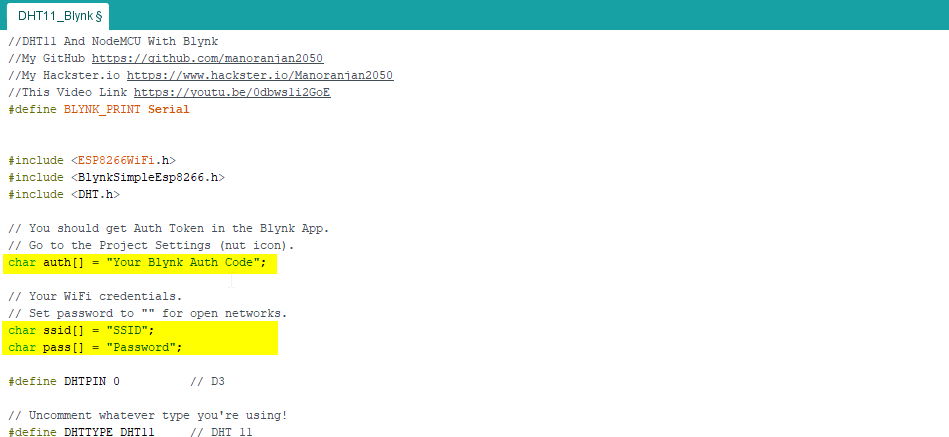 DHT11_Blynk §
//DHT11 And NodeMCU With Blynk
//My GitHub https://github.com/manoranjan2050
//My Hackster.io https://www.hackster.io/Manoranjan2050
//This Video Link https://youtu.be/0dbwsli2GoE
#define BLYNK_PRINT Serial
#include <ESP8266WiFi.h>
#include <BlynkSimpleEsp8266.h>
#include <DHT.h>
// You should get Auth Token in the Blynk App.
// Go to the Project Settings (nut icon).
char auth[] = "Your Blynk Auth Code";
// Your WiFi credentials.
// Set password to "" for open networks.
char ssid[] = "SSID";
char pass[] = "Password";
#define DHTPIN 0          // D3
// Uncomment whatever type you're using!
#define DHTTYPE DHT11     // DHT 11